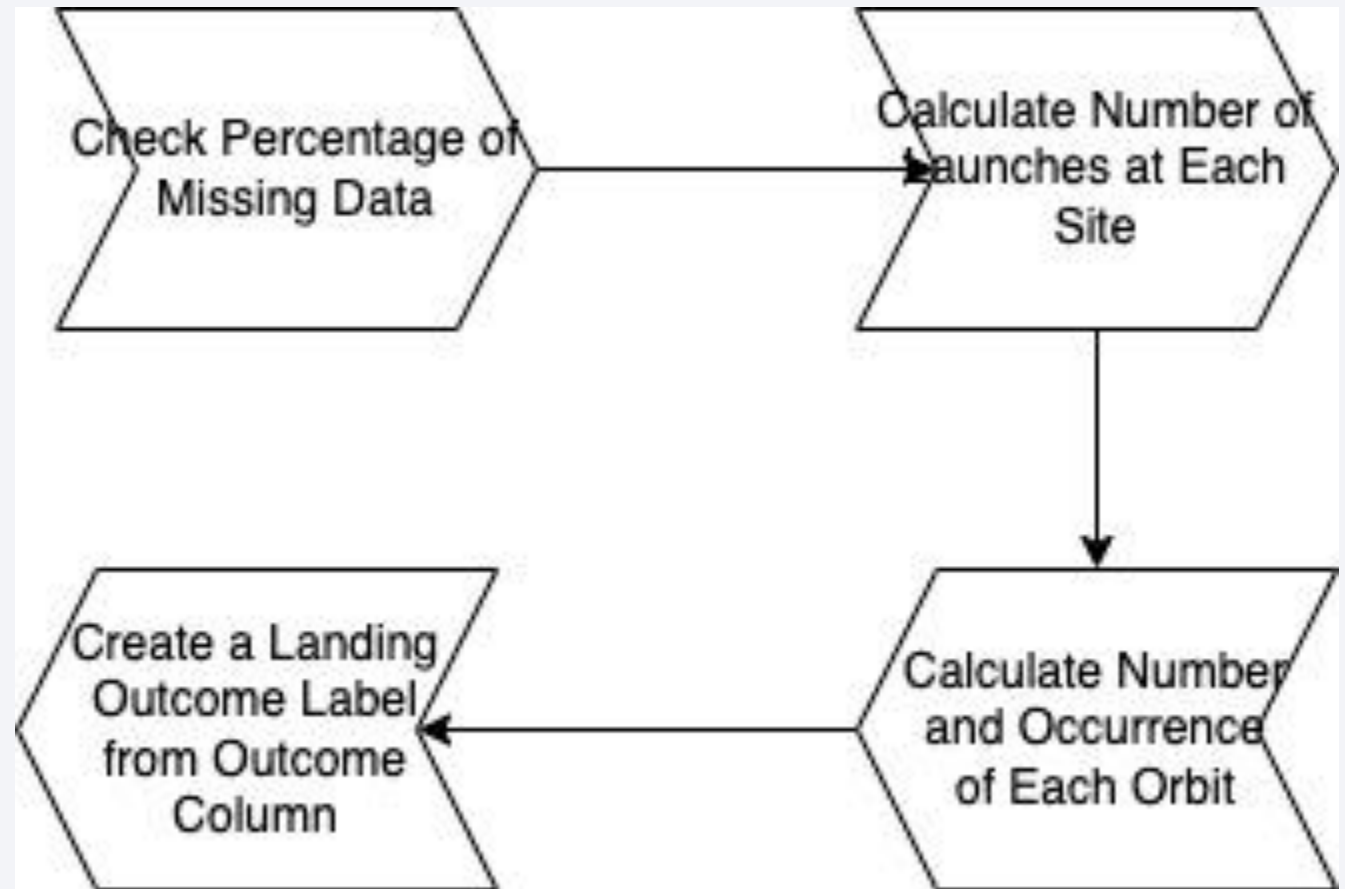 Check Percentage of
Missing Data
Calculate Number of
Launches at Each
Site
Calculate Number
and Occurrence
of Each Orbit
Create a Landing
Outcome Label
from Outcome
Column